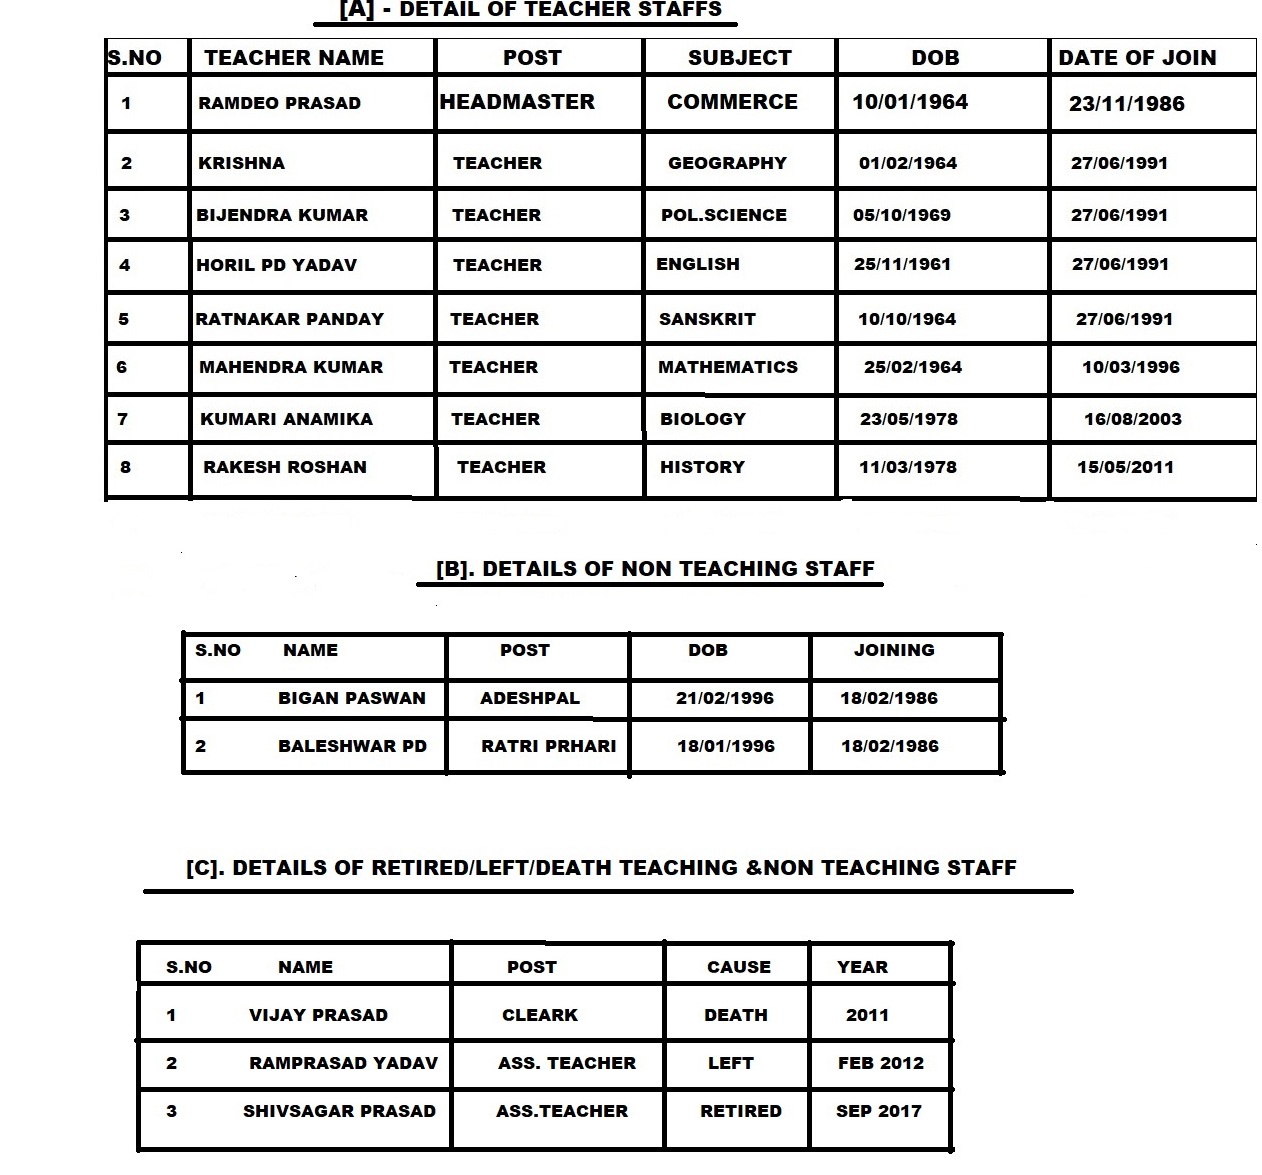 [A] - DETAIL OF TEACHER STAFFS
S.NO TEACHER NAME POST SUBJECT DOB DATE OF JOIN
1 RAMDEO PRASAD HEADMASTER COMMERCE 10/01/1964 23/11/1986
2 KRISHNA TEACHER GEOGRAPHY 01/02/1964 27/06/1991
3 BIJENDRA KUMAR TEACHER POL.SCIENCE 05/10/1969 27/06/1991
4 HORIL PD YADAV TEACHER ENGLISH 25/11/1961 27/06/1991
5 RATNAKAR PANDAY TEACHER SANSKRIT 10/10/1964 27/06/1991
6 MAHENDRA KUMAR TEACHER MATHEMATICS 25/02/1964 10/03/1996
7 KUMARI ANAMIKA TEACHER BIOLOGY 23/05/1978 16/08/2003
8 RAKESH ROSHAN TEACHER HISTORY 11/03/1978 15/05/2011
[B]. DETAILS OF NON TEACHING STAFF
S.NO NAME POST DOB JOINING
1 BIGAN PASWAN ADESHPAL 21/02/1996 18/02/1986
2 BALESHWAR PD RATRI PRHARI 18/01/1996 18/02/1986
[C]. DETAILS OF RETIRED/LEFT/DEATH TEACHING &NON TEACHING STAFF
S.NO NAME POST CAUSE YEAR
1 VIJAY PRASAD CLEARK DEATH 2011
2 RAMPRASAD YADAV ASS. TEACHER LEFT FEB 2012
3 SHIVSAGAR PRASAD ASS.TEACHER RETIRED SEP 2017